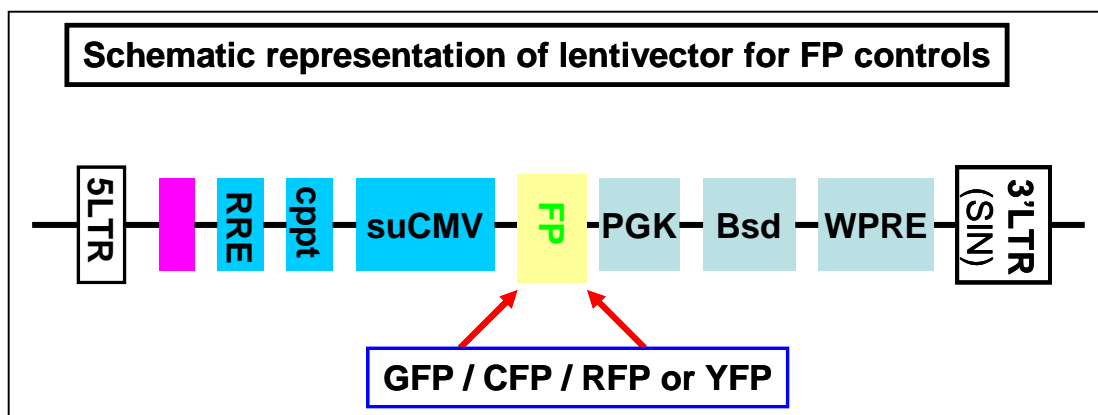 Schematic representation of lentivector for FP controls
5LTR
RRE
cppt
suCMV
FP
PGK
Bsd
WPRE
3'LTR
(SIN)
GFP / CFP / RFP or YFP